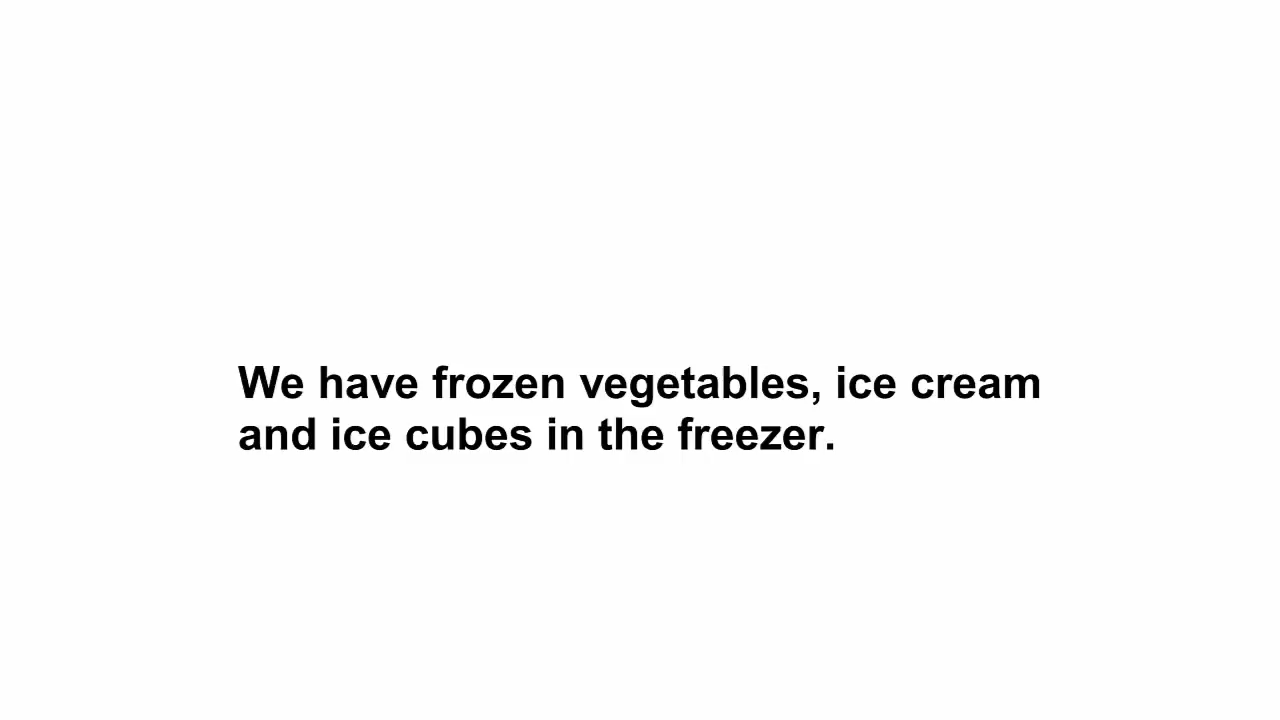 We have frozen vegetables, ice cream
and ice cubes in the freezer.